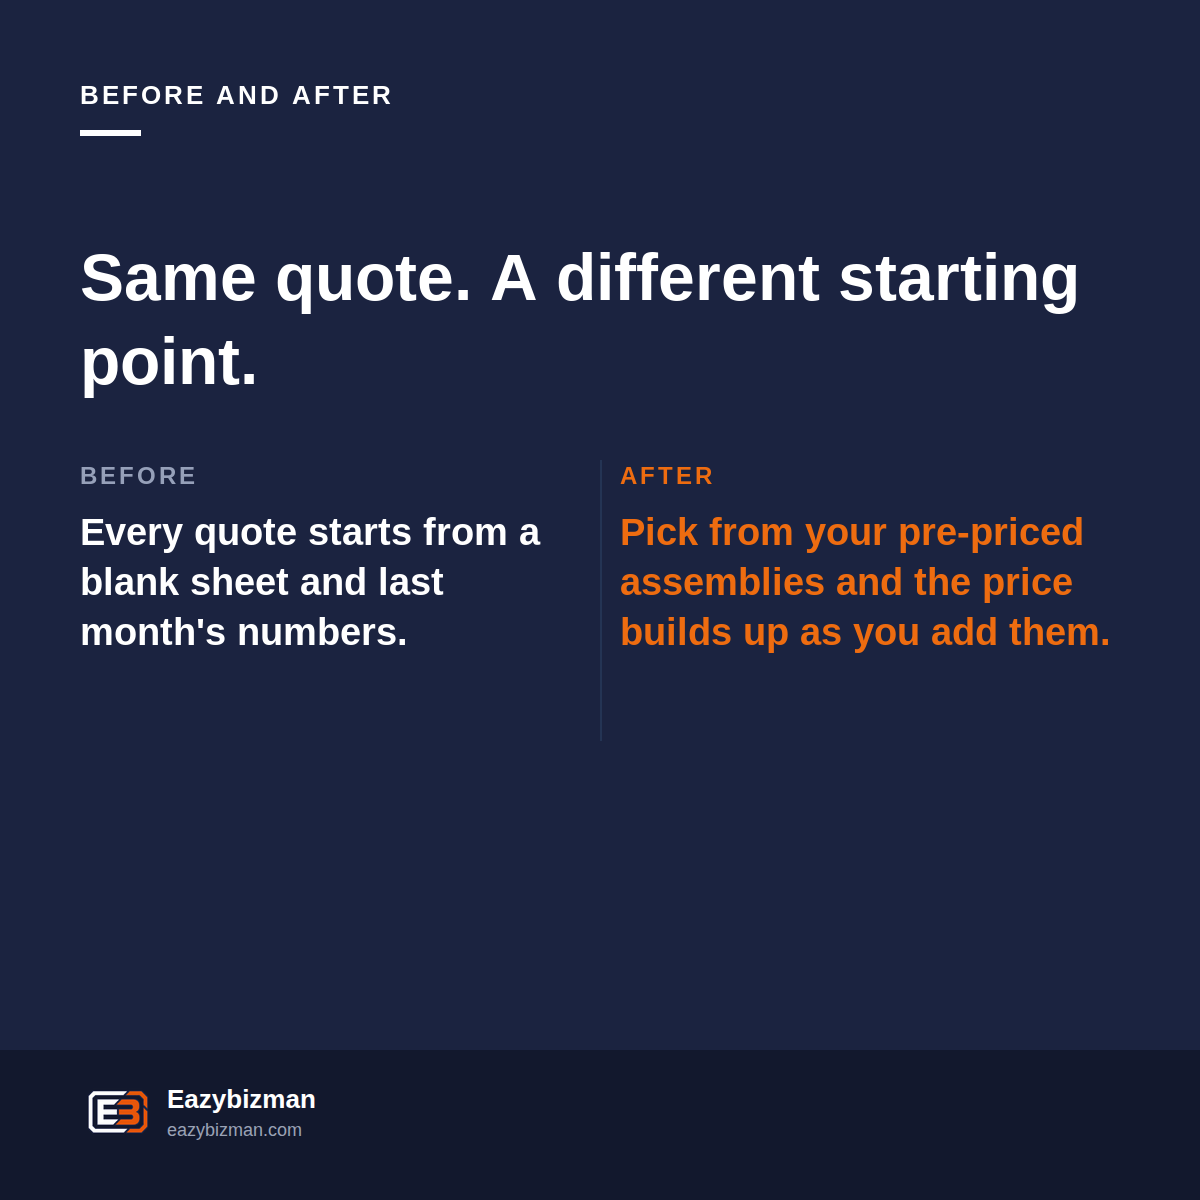 BEFORE AND AFTER
Same quote. A different starting
point.
BEFORE
Every quote starts from a
blank sheet and last
month's numbers.
AFTER
Pick from your pre-priced
assemblies and the price
builds up as you add them.
EB
Eazybizman
eazybizman.com